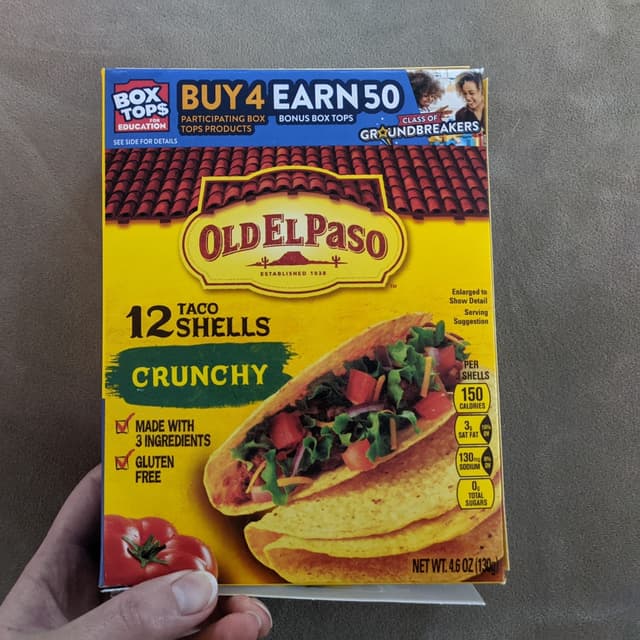 BOX
TOPS
FOR
EDUCATION
SEE SIDE FOR DETAILS
BUY 4 EARN 50
PARTICIPATING BOX
TOPS PRODUCTS
BONUS BOX TOPS
CLASS OF
GROUNDBREAKERS
OLD EL PASO
ESTABLISHED 1938
TM
Enlarged to
Show Detail
Serving
Suggestion
12 TACO
SHELLS
CRUNCHY
MADE WITH
3 INGREDIENTS
GLUTEN
FREE
PER
SHELLS
150
CALORIES
3g
SAT FAT
130mg
SODIUM
0g
TOTAL
SUGARS
NET WT. 4.6 OZ (130g)